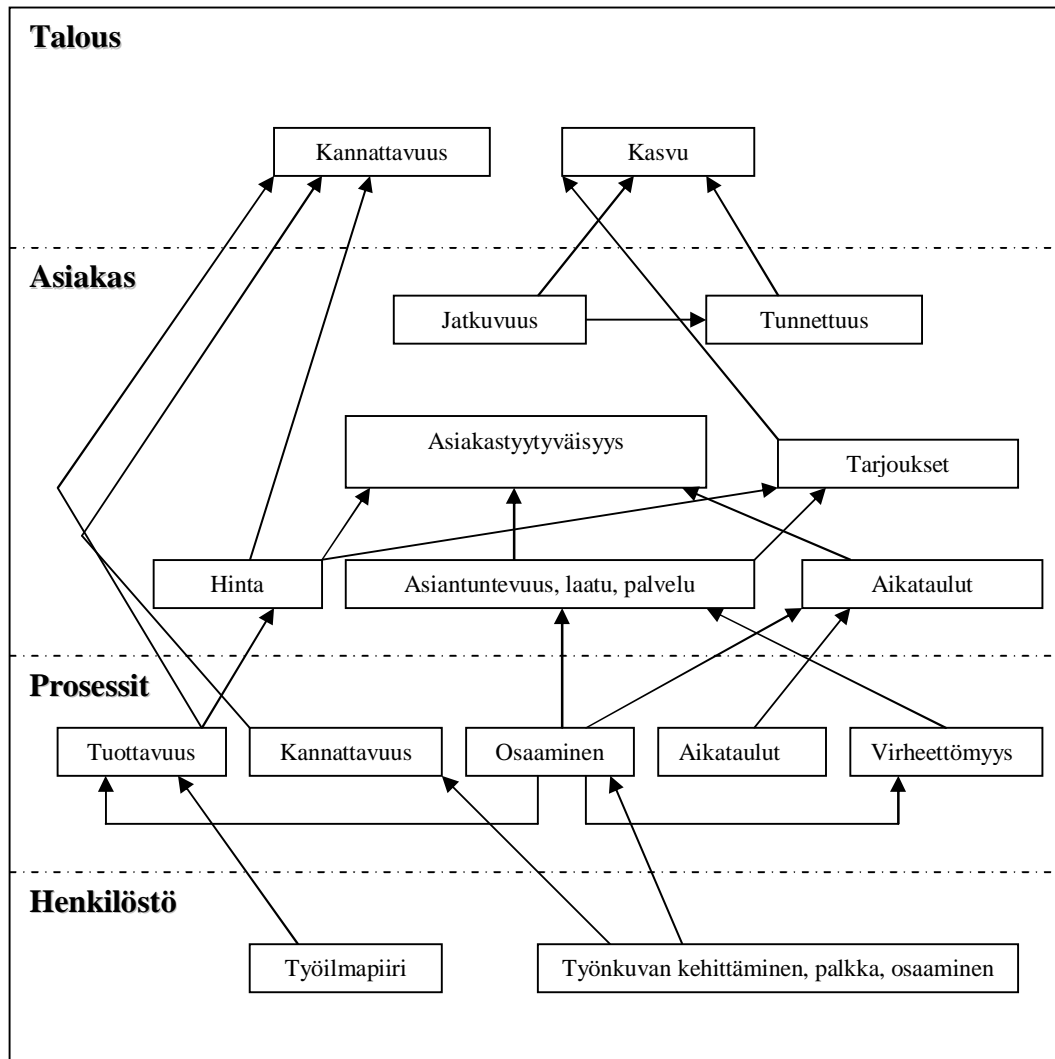 Talous
Kannattavuus
Kasvu
Asiakas
Jatkuvuus
Tunnettuus
Asiakastyytyväisyys
Tarjoukset
Hinta
Asiantuntevuus, laatu, palvelu
Aikataulut
Prosessit
Tuottavuus
Kannattavuus
Osaaminen
Aikataulut
Virheettömyys
Henkilöstö
Työilmapiiri
Työnkuvan kehittäminen, palkka, osaaminen